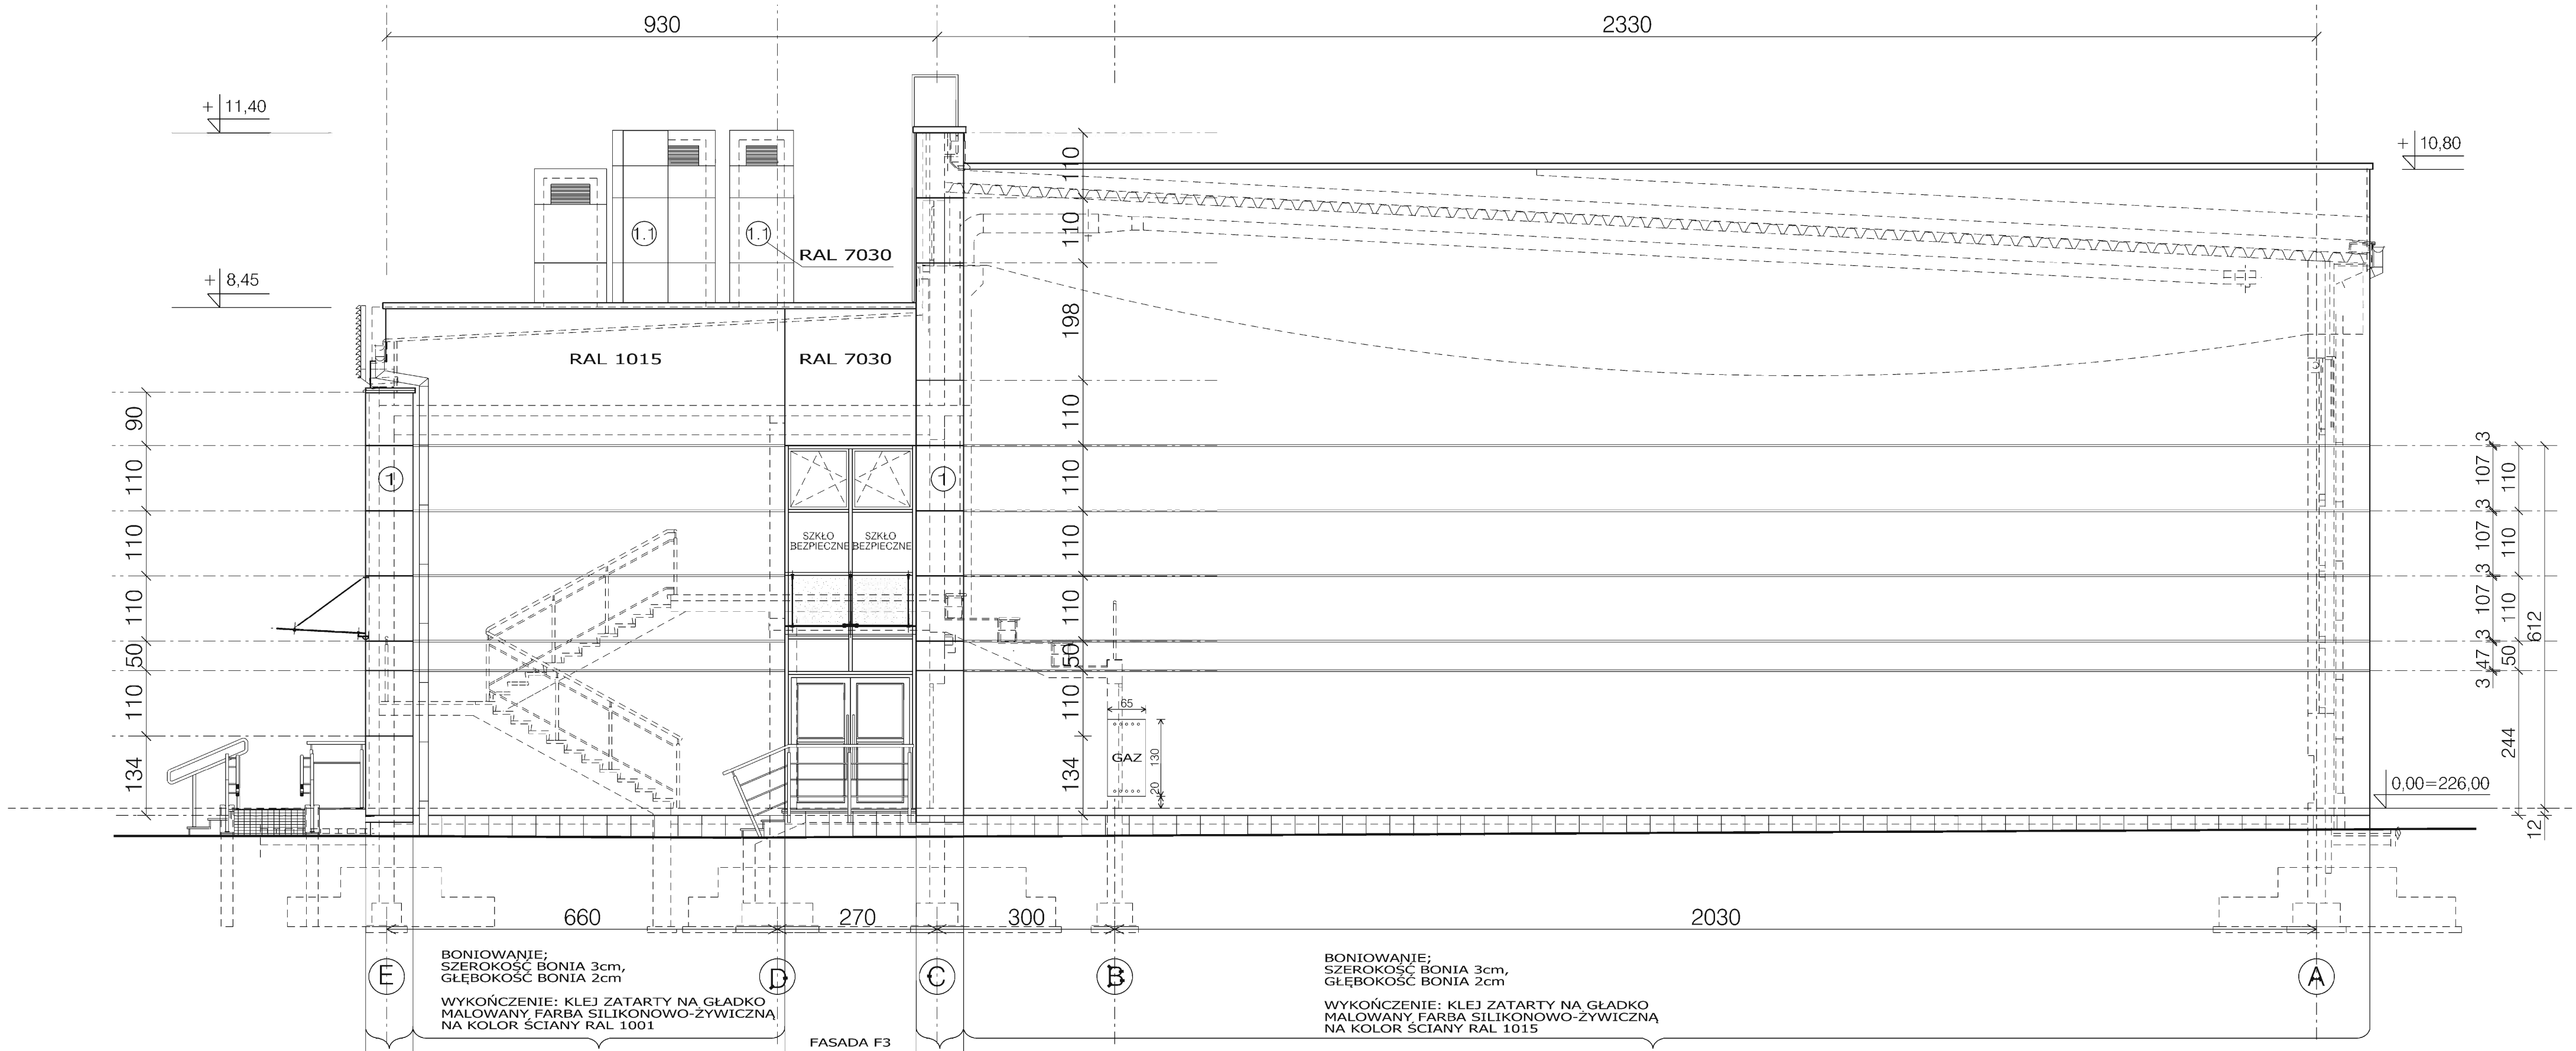 930
2330
+ 11,40
+ 10,80
+ 8,45
1.1
1.1
RAL 7030
RAL 1015
RAL 7030
110
110
198
110
110
110
110
50
110
134
90
110
110
110
50
110
134
1
1
SZKŁO
BEZPIECZNE
SZKŁO
BEZPIECZNE
65
GAZ
130
20
3
107
3
107
3
107
3
47
3
110
110
110
50
244
612
12
0,00=226,00
660
270
300
2030
E
D
C
B
A
BONIOWANIE;
SZEROKOŚĆ BONIA 3cm,
GŁĘBOKOŚĆ BONIA 2cm
WYKOŃCZENIE: KLEJ ZATARTY NA GŁADKO
MALOWANY FARBA SILIKONOWO-ŻYWICZNĄ
NA KOLOR ŚCIANY RAL 1001
BONIOWANIE;
SZEROKOŚĆ BONIA 3cm,
GŁĘBOKOŚĆ BONIA 2cm
WYKOŃCZENIE: KLEJ ZATARTY NA GŁADKO
MALOWANY FARBA SILIKONOWO-ŻYWICZNĄ
NA KOLOR ŚCIANY RAL 1015
FASADA F3